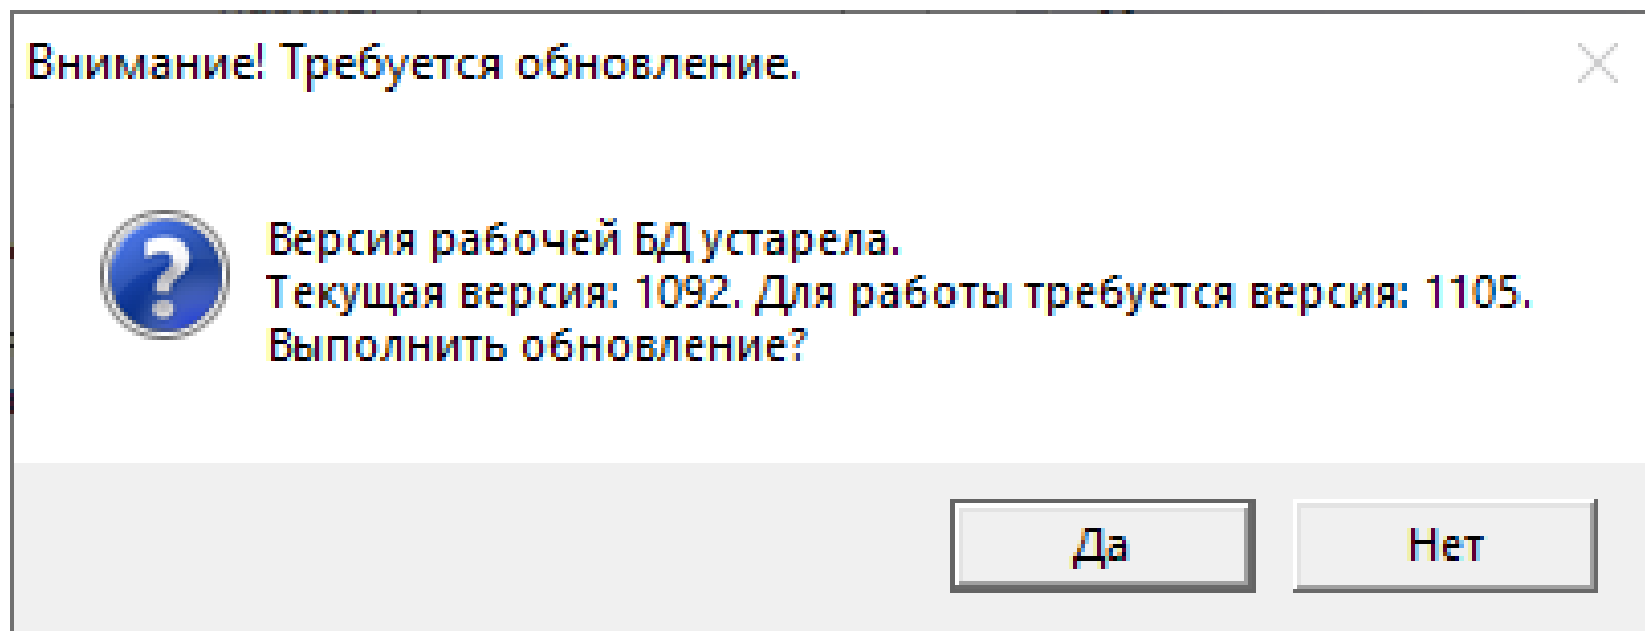 Внимание! Требуется обновление.
Версия рабочей БД устарела.
Текущая версия: 1092. Для работы требуется версия: 1105.
Выполнить обновление?
Да
Нет